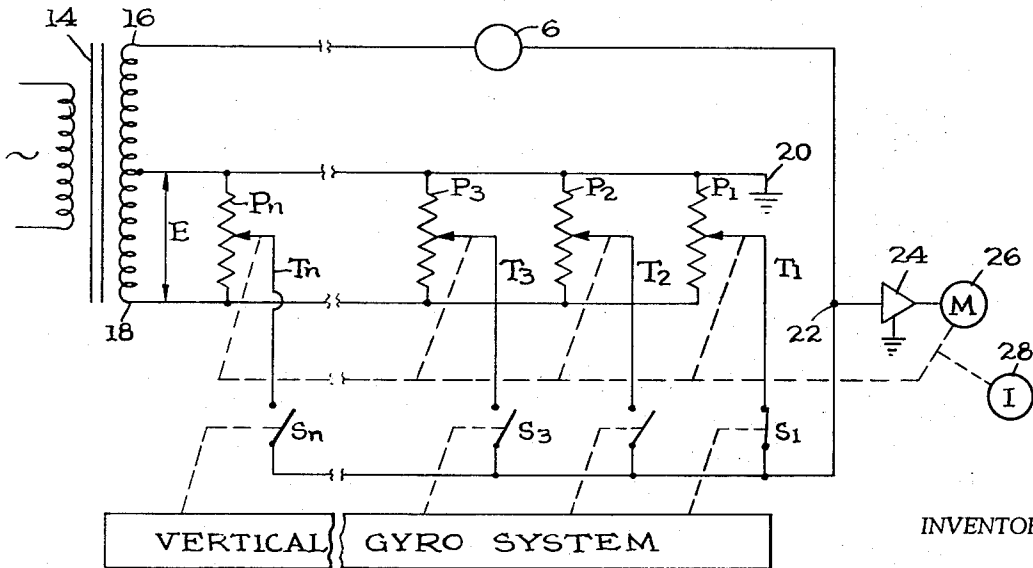 14
16
6
~
E
Pn
P3
P2
P1
20
Tn
T3
T2
T1
24
26
M
18
22
28
I
Sn
S3
S1
VERTICAL GYRO SYSTEM
INVENTOR